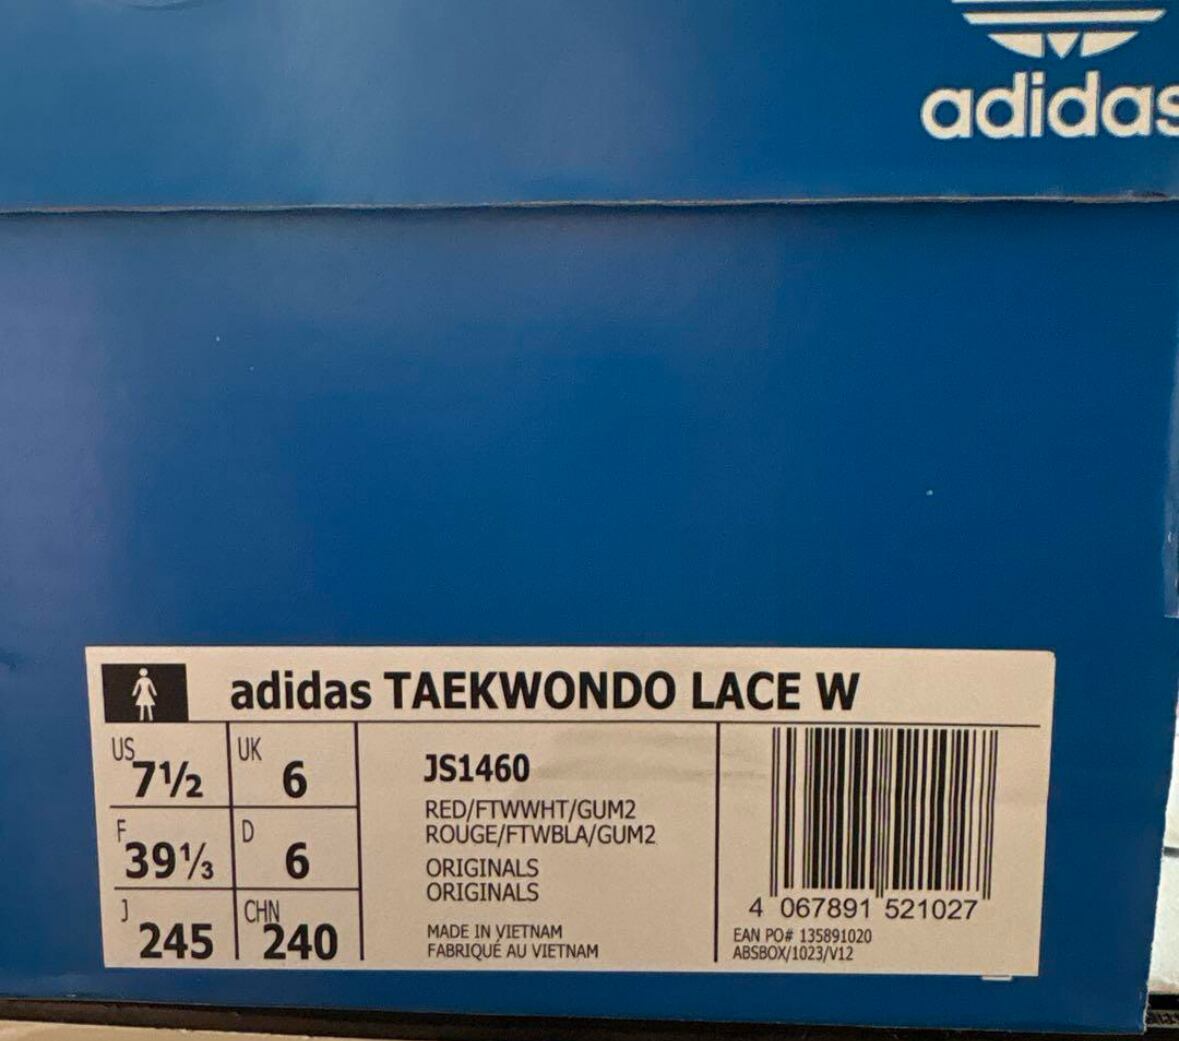 adidas
adidas TAEKWONDO LACE W
US 7½ UK 6
F 39⅓ D 6
J 245 CHN 240
JS1460
RED/FTWWHT/GUM2
ROUGE/FTWBLA/GUM2
ORIGINALS
ORIGINALS
MADE IN VIETNAM
FABRIQUÉ AU VIETNAM
4 067891 521027
EAN PO# 135891020
ABSBOX/1023/V12